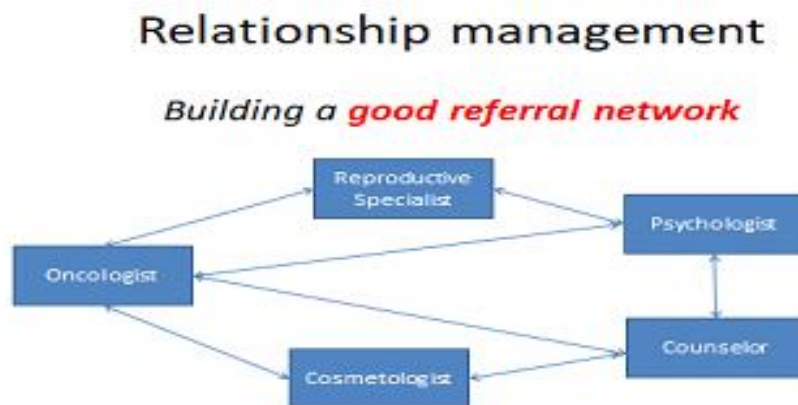 Relationship management
Building a good referral network
Reproductive
Specialist
Psychologist
Oncologist
Counselor
Cosmetologist